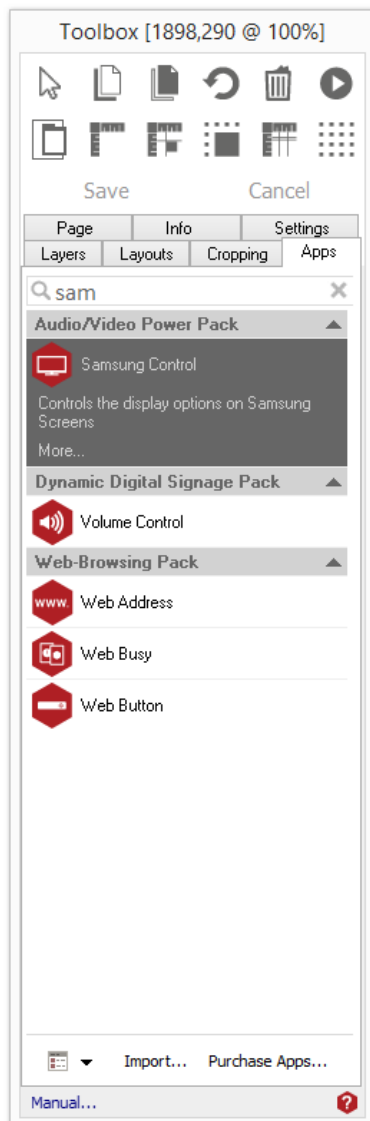 Toolbox [1898,290 @ 100%]
Save Cancel
Page Info Settings
Layers Layouts Cropping Apps
sam
Audio/Video Power Pack
Samsung Control
Controls the display options on Samsung
Screens
More...
Dynamic Digital Signage Pack
Volume Control
Web-Browsing Pack
www. Web Address
Web Busy
Web Button
Import... Purchase Apps...
Manual... ?